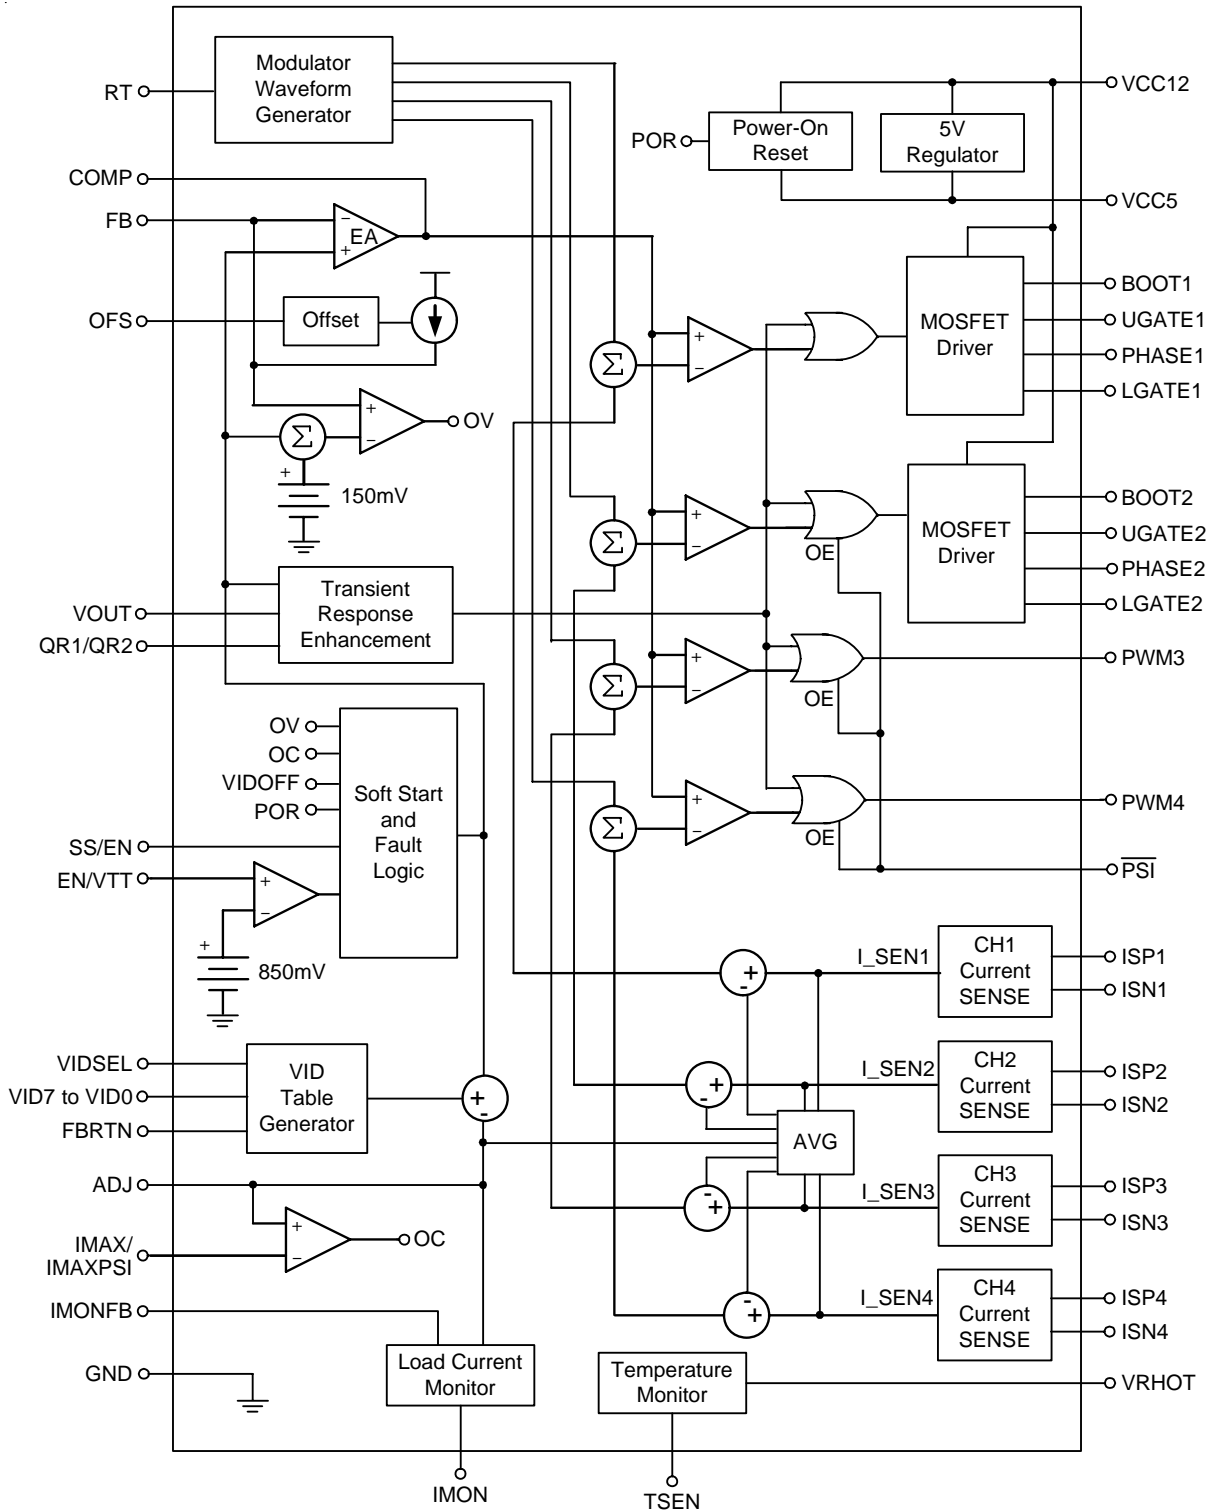 Modulator
Waveform
Generator
RT
VCC12
Power-On
Reset
5V
Regulator
POR
COMP
VCC5
FB
−
EA
+
BOOT1
OFS
Offset
UGATE1
MOSFET
Driver
+
−
Σ
PHASE1
LGATE1
+
−
OV
Σ
+
150mV
BOOT2
+
−
Σ
MOSFET
Driver
UGATE2
OE
PHASE2
LGATE2
Transient
Response
Enhancement
VOUT
QR1/QR2
+
−
Σ
PWM3
OE
OV
OC
VIDOFF
POR
Soft Start
and
Fault
Logic
+
−
Σ
PWM4
OE
SS/EN
EN/VTT
PSI
+
−
+
850mV
I_SEN1
CH1
Current
SENSE
ISP1
ISN1
+
-
VIDSEL
VID7 to VID0
FBRTN
VID
Table
Generator
+
-
I_SEN2
CH2
Current
SENSE
ISP2
ISN2
+
-
AVG
ADJ
-
+
I_SEN3
CH3
Current
SENSE
ISP3
ISN3
+
−
OC
IMAX/
IMAXPSI
IMONFB
-
+
I_SEN4
CH4
Current
SENSE
ISP4
ISN4
GND
Load Current
Monitor
Temperature
Monitor
VRHOT
IMON
TSEN